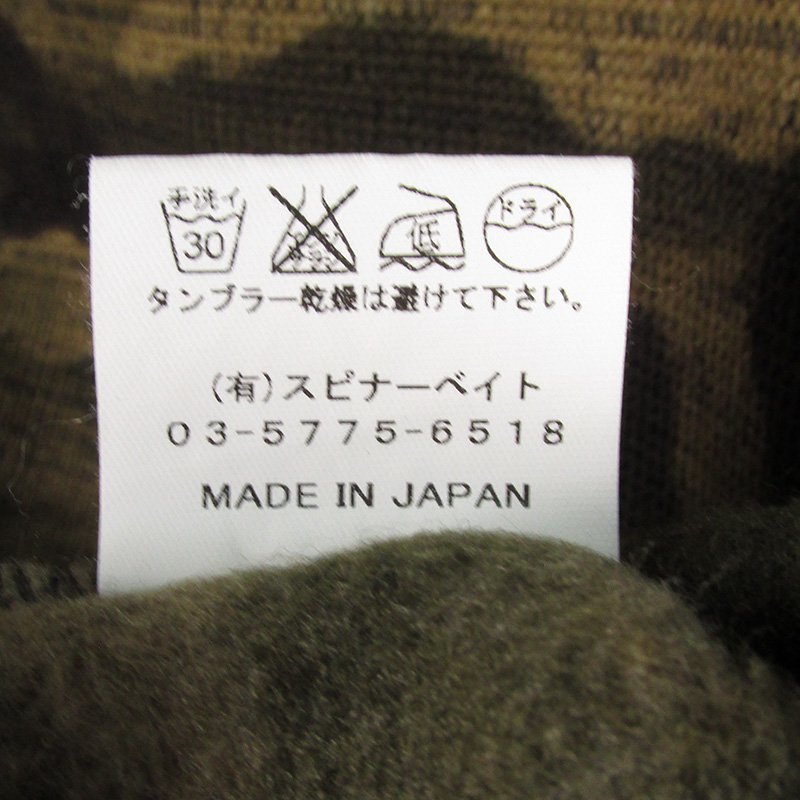 手洗イ 30 低 ドライ
タンブラー乾燥は避けて下さい。
(有)スピナーベイト
03-5775-6518
MADE IN JAPAN